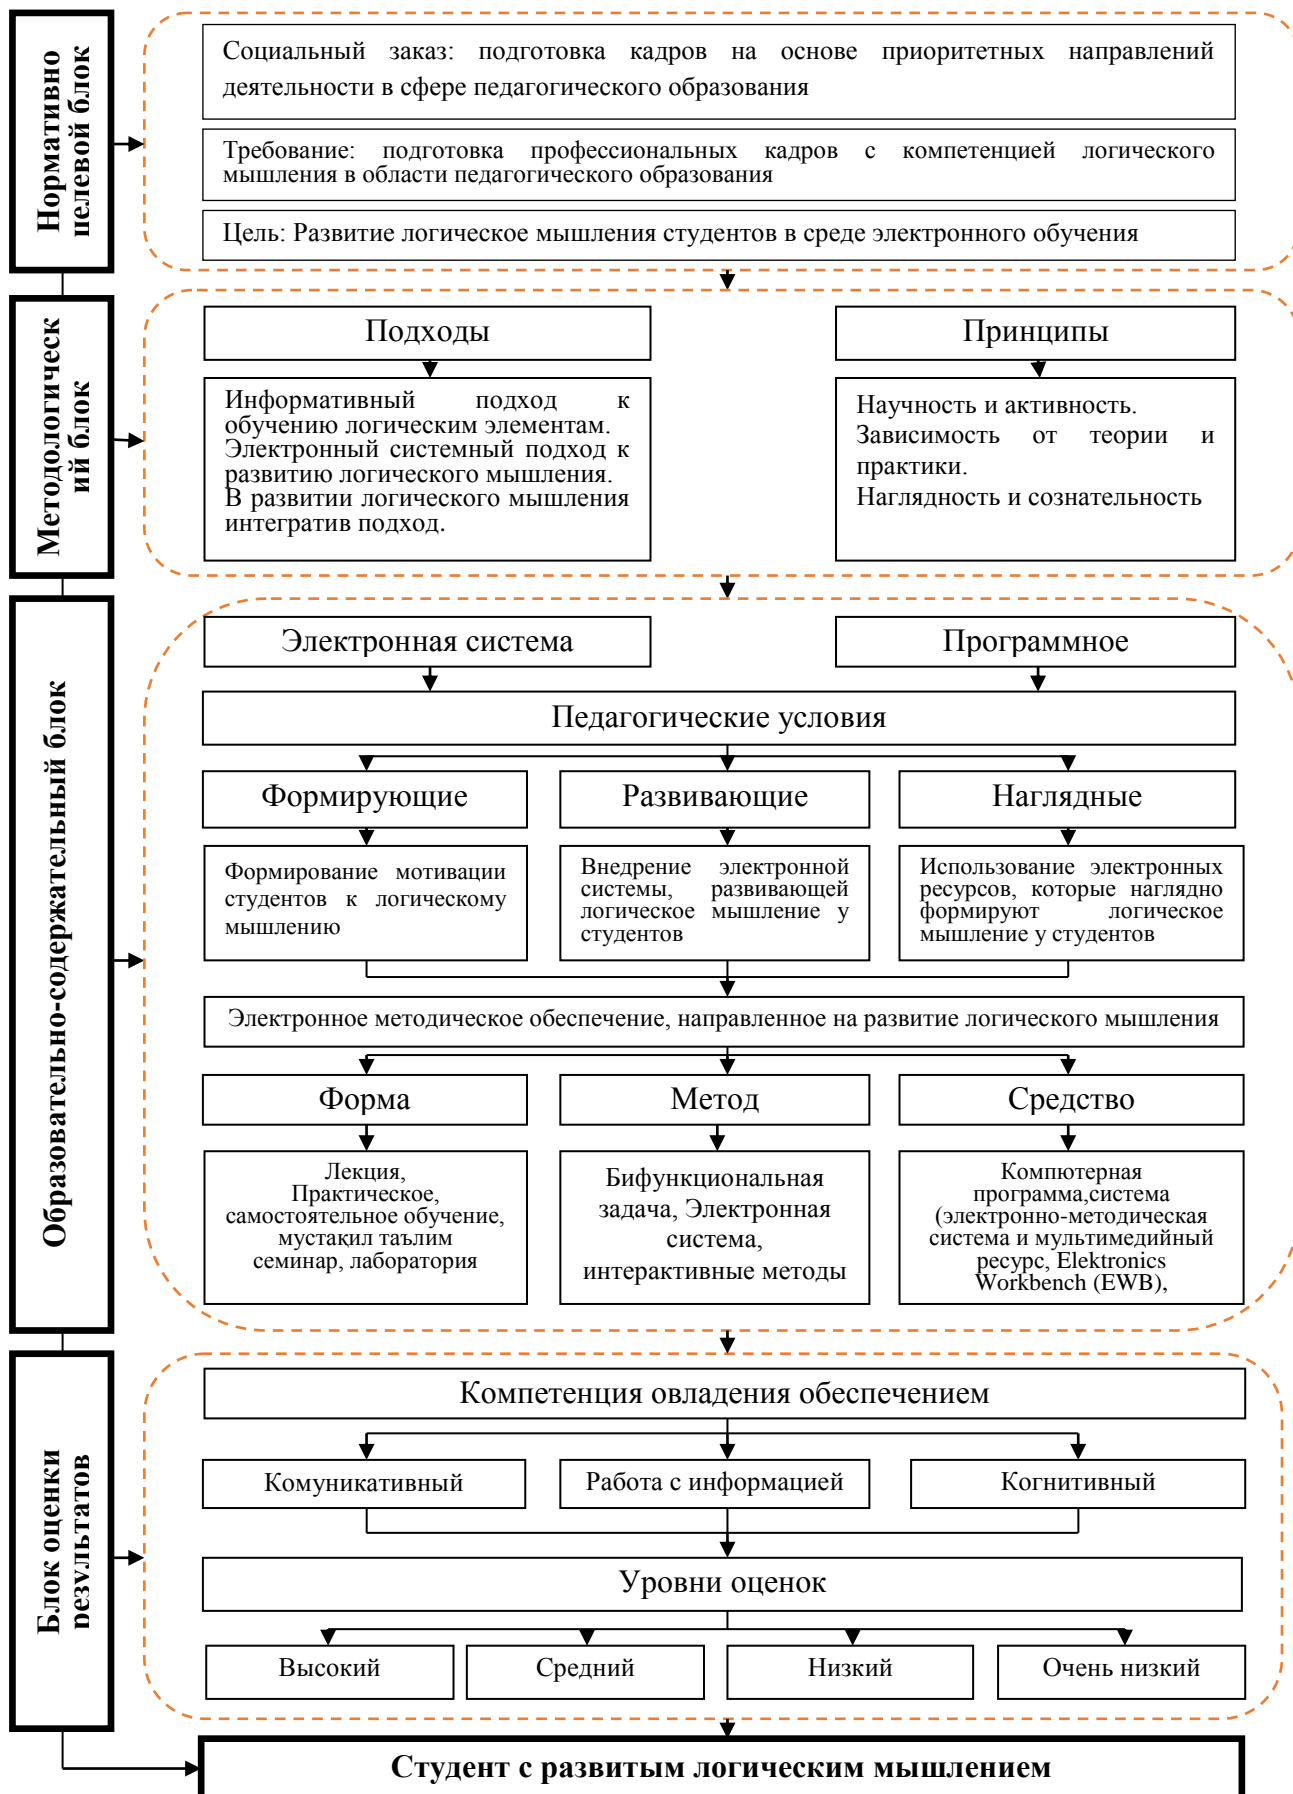 Нормативно
целевой блок
Социальный заказ: подготовка кадров на основе приоритетных направлений
деятельности в сфере педагогического образования
Требование: подготовка профессиональных кадров с компетенцией логического
мышления в области педагогического образования
Цель: Развитие логическое мышления студентов в среде электронного обучения
Методологическ
ий блок
Подходы
Принципы
Информативный подход к
обучению логическим элементам.
Электронный системный подход к
развитию логического мышления.
В развитии логического мышления
интегратив подход.
Научность и активность.
Зависимость от теории и
практики.
Наглядность и сознательность
Образовательно-содержательный блок
Электронная система
Программное
Педагогические условия
Формирующие
Развивающие
Наглядные
Формирование мотивации
студентов к логическому
мышлению
Внедрение электронной
системы, развивающей
логическое мышление у
студентов
Использование электронных
ресурсов, которые наглядно
формируют логическое
мышление у студентов
Электронное методическое обеспечение, направленное на развитие логического мышления
Форма
Метод
Средство
Лекция,
Практическое,
самостоятельное обучение,
мустақил таълим
семинар, лаборатория
Бифункциональная
задача, Электронная
система,
интерактивные методы
Компютерная
программа,система
(электронно-методическая
система и мультимедийный
ресурс, Elektronics
Workbench (EWB),
Блок оценки
результатов
Компетенция овладения обеспечением
Комуникативный
Работа с информацией
Когнитивный
Уровни оценок
Высокий
Средний
Низкий
Очень низкий
Студент с развитым логическим мышлением